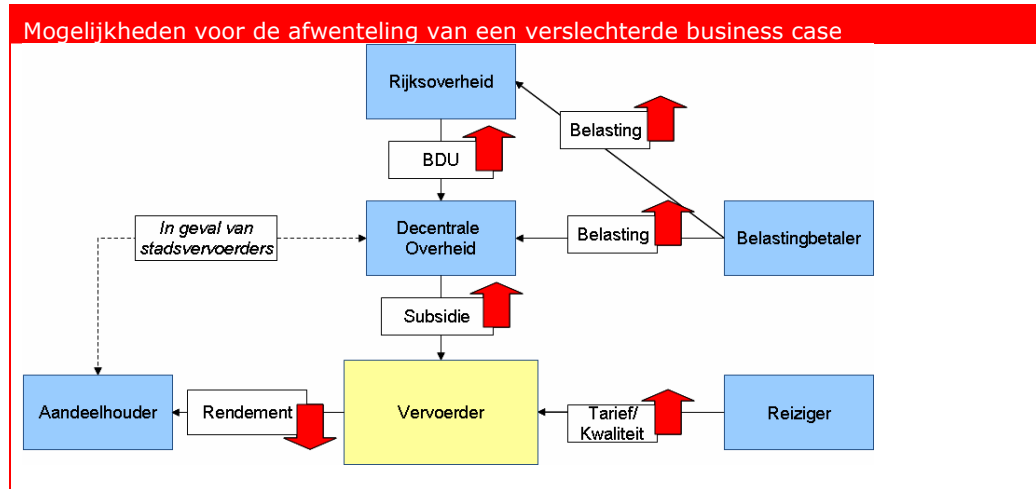 Mogelijkheden voor de afwenteling van een verslechterde business case
Rijksoverheid
Belasting
BDU
In geval van
stadsvervoerders
Decentrale
Overheid
Belasting
Belastingbetaler
Subsidie
Aandeelhouder
Rendement
Vervoerder
Tarief/
Kwaliteit
Reiziger